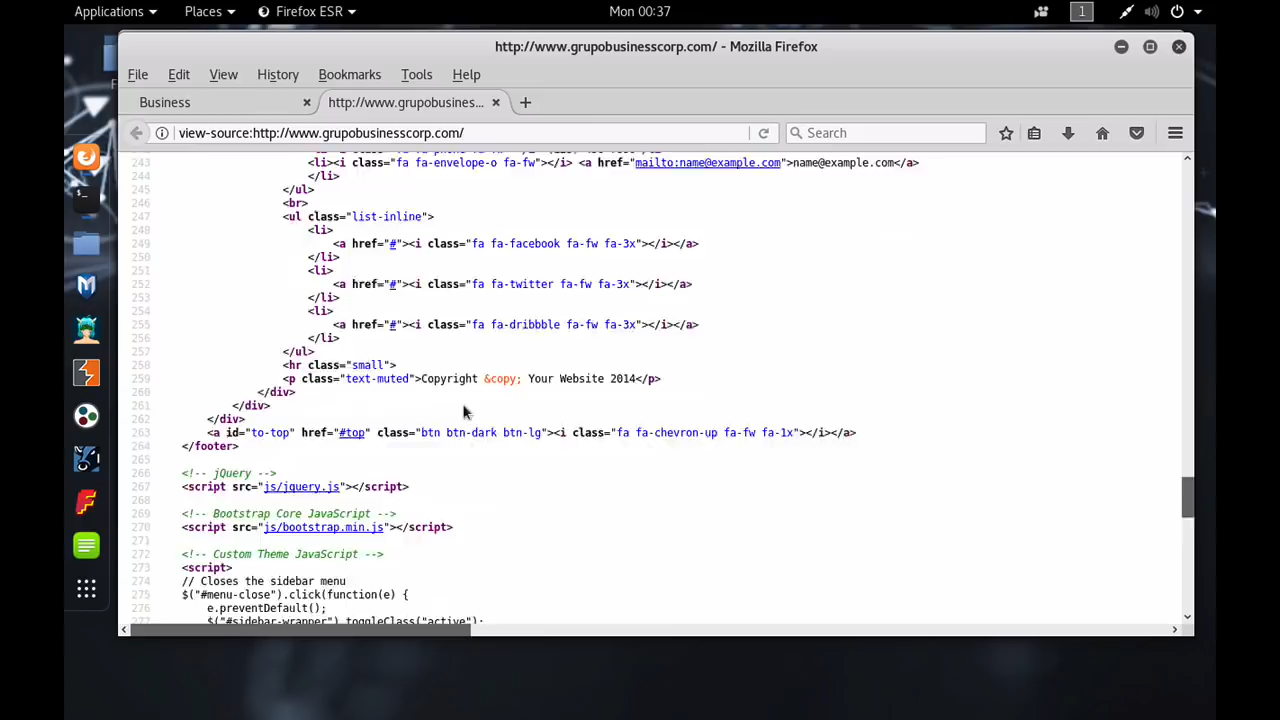 Applications Places Firefox ESR Mon 00:37 1
http://www.grupobusinesscorp.com/ - Mozilla Firefox
File Edit View History Bookmarks Tools Help
Business http://www.grupobusines...
view-source:http://www.grupobusinesscorp.com/ Search
243 <li><i class="fa fa-envelope-o fa-fw"></i> <a href="mailto:name@example.com">name@example.com</a>
244 </li>
245 </ul>
246 <br>
247 <ul class="list-inline">
248 <li>
249 <a href="#"><i class="fa fa-facebook fa-fw fa-3x"></i></a>
250 </li>
251 <li>
252 <a href="#"><i class="fa fa-twitter fa-fw fa-3x"></i></a>
253 </li>
254 <li>
255 <a href="#"><i class="fa fa-dribbble fa-fw fa-3x"></i></a>
256 </li>
257 </ul>
258 <hr class="small">
259 <p class="text-muted">Copyright &copy; Your Website 2014</p>
260 </div>
261 </div>
262 </div>
263 <a id="to-top" href="#top" class="btn btn-dark btn-lg"><i class="fa fa-chevron-up fa-fw fa-1x"></i></a>
264 </footer>
265
266 <!-- jQuery -->
267 <script src="js/jquery.js"></script>
268
269 <!-- Bootstrap Core JavaScript -->
270 <script src="js/bootstrap.min.js"></script>
271
272 <!-- Custom Theme JavaScript -->
273 <script>
274 // Closes the sidebar menu
275 $("#menu-close").click(function(e) {
276 e.preventDefault();
277 $("#sidebar-wrapper").toggleClass("active");